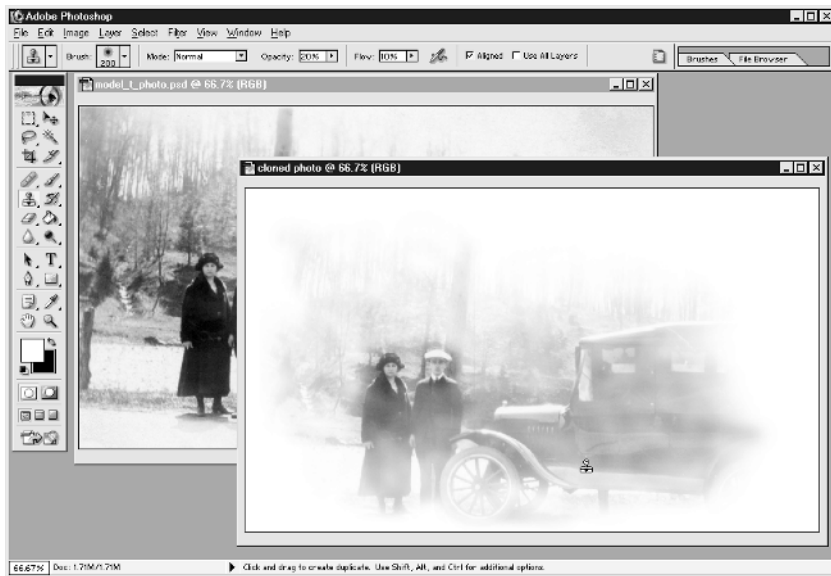 Adobe Photoshop
File Edit Image Layer Select Filter View Window Help
Brush: 200 Mode: Normal Opacity: 20% Flow: 10% Aligned Use All Layers Brushes File Browser
model_t_photo.psd @ 66.7% (RGB)
cloned photo @ 66.7% (RGB)
T
66.67% Doc: 1.71M/1.71M Click and drag to create duplicate. Use Shift, Alt, and Ctrl for additional options.